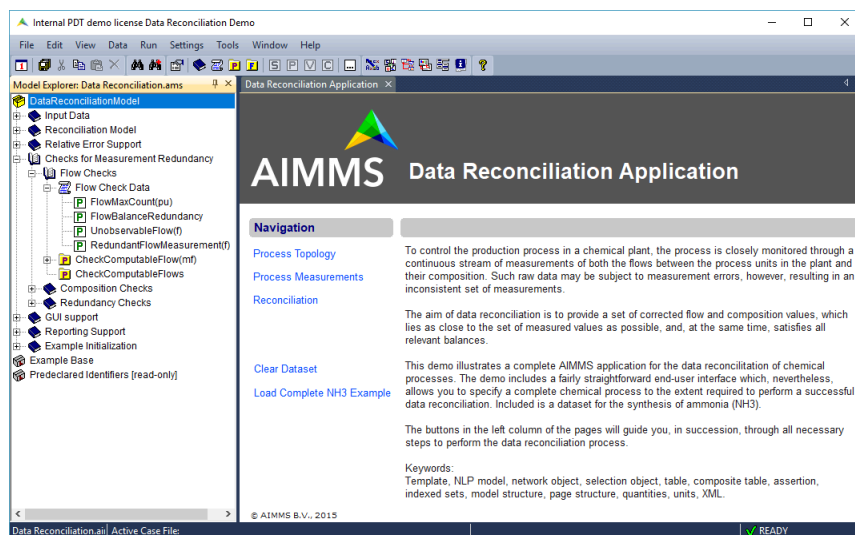 Internal PDT demo license Data Reconciliation Demo
File Edit View Data Run Settings Tools Window Help
Model Explorer: Data Reconciliation.ams
DataReconciliationModel
Input Data
Reconciliation Model
Relative Error Support
Checks for Measurement Redundancy
Flow Checks
Flow Check Data
P FlowMaxCount(pu)
P FlowBalanceRedundancy
P UnobservableFlow(f)
P RedundantFlowMeasurement(f)
P CheckComputableFlow(mf)
P CheckComputableFlows
Composition Checks
Redundancy Checks
GUI support
Reporting Support
Example Initialization
Example Base
Predeclared Identifiers [read-only]
Data Reconciliation Application
AIMMS Data Reconciliation Application
Navigation
Process Topology
Process Measurements
Reconciliation
Clear Dataset
Load Complete NH3 Example
© AIMMS B.V., 2015
To control the production process in a chemical plant, the process is closely monitored through a
continuous stream of measurements of both the flows between the process units in the plant and
their composition. Such raw data may be subject to measurement errors, however, resulting in an
inconsistent set of measurements.
The aim of data reconciliation is to provide a set of corrected flow and composition values, which
lies as close to the set of measured values as possible, and, at the same time, satisfies all
relevant balances.
This demo illustrates a complete AIMMS application for the data reconcilitation of chemical
processes. The demo includes a fairly straightforward end-user interface which, nevertheless,
allows you to specify a complete chemical process to the extent required to perform a successful
data reconciliation. Included is a dataset for the synthesis of ammonia (NH3).
The buttons in the left column of the pages will guide you, in succession, through all necessary
steps to perform the data reconciliation process.
Keywords:
Template, NLP model, network object, selection object, table, composite table, assertion,
indexed sets, model structure, page structure, quantities, units, XML.
Data Reconciliation.ai Active Case File: READY